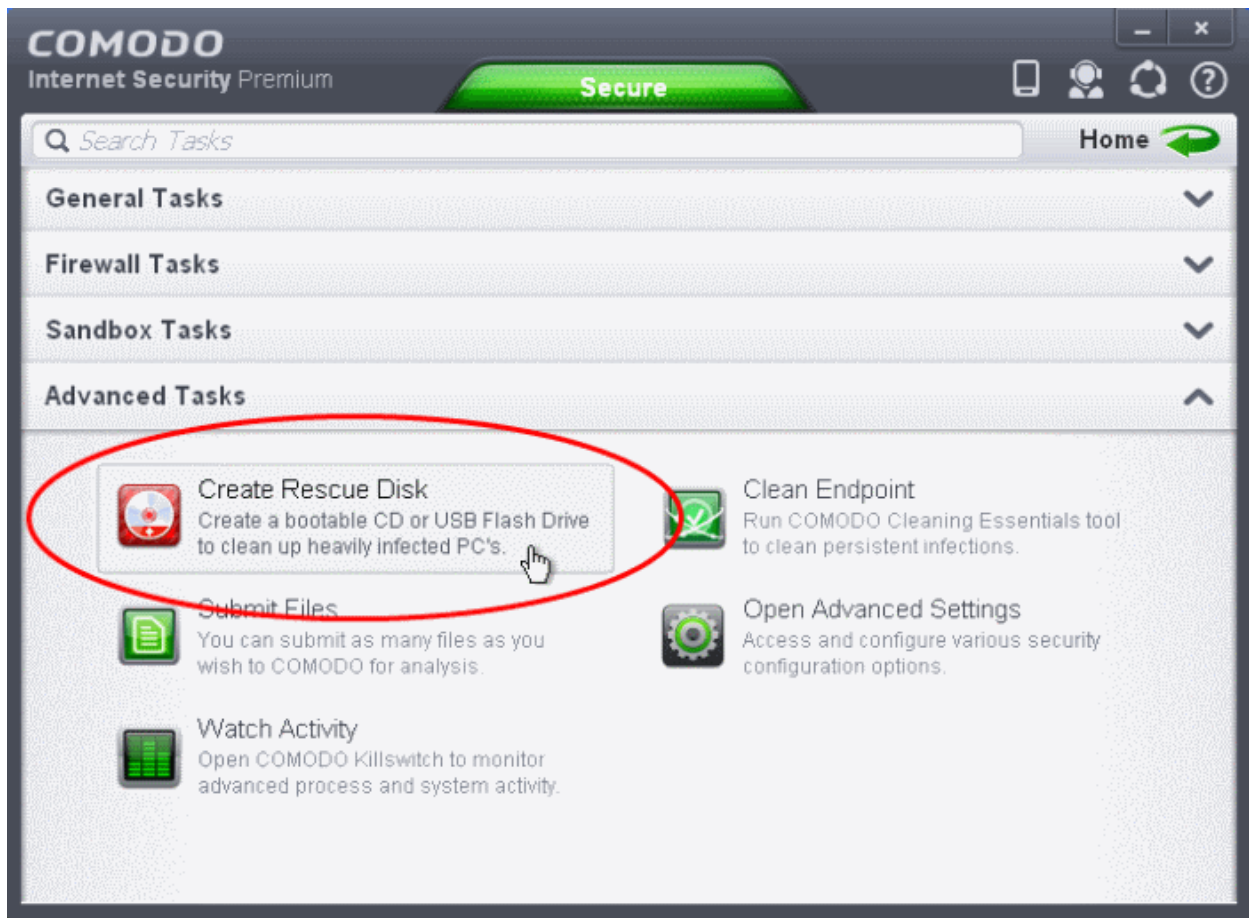 COMODO
Internet Security Premium
Secure
Search Tasks
Home
General Tasks
Firewall Tasks
Sandbox Tasks
Advanced Tasks
Create Rescue Disk
Create a bootable CD or USB Flash Drive
to clean up heavily infected PC's.
Clean Endpoint
Run COMODO Cleaning Essentials tool
to clean persistent infections.
Submit Files
You can submit as many files as you
wish to COMODO for analysis.
Open Advanced Settings
Access and configure various security
configuration options.
Watch Activity
Open COMODO Killswitch to monitor
advanced process and system activity.